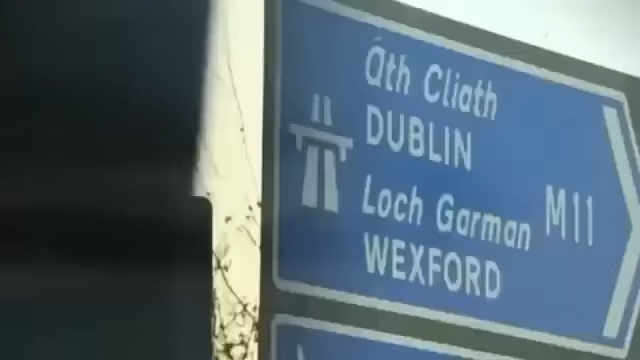 Áth Cliath
DUBLIN
Loch Garman
WEXFORD
M11